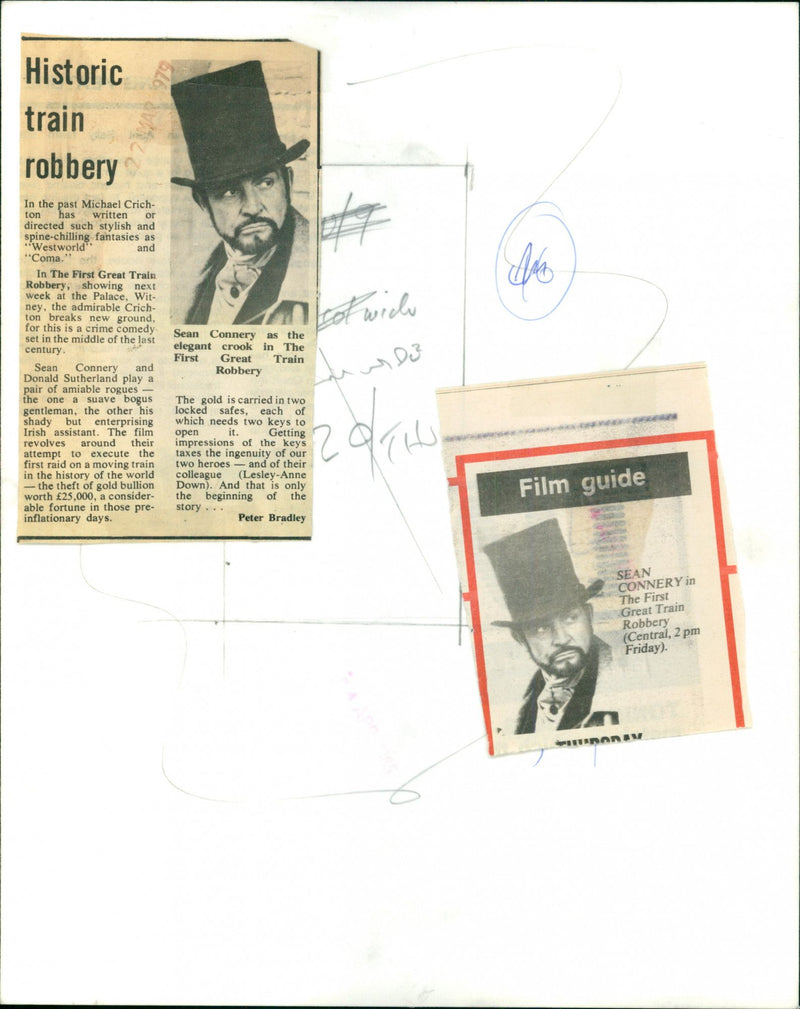 Historic
train
robbery
22 MAR 1979
In the past Michael Crich-
ton has written or
directed such stylish and
spine-chilling fantasies as
"Westworld" and
"Coma."
In The First Great Train
Robbery, showing next
week at the Palace, Wit-
ney, the admirable Crich-
ton breaks new ground,
for this is a crime comedy
set in the middle of the last
century.
Sean Connery and
Donald Sutherland play a
pair of amiable rogues —
the one a suave bogus
gentleman, the other his
shady but enterprising
Irish assistant. The film
revolves around their
attempt to execute the
first raid on a moving train
in the history of the world
— the theft of gold bullion
worth £25,000, a consider-
able fortune in those pre-
inflationary days.
Sean Connery as the
elegant crook in The
First Great Train
Robbery
The gold is carried in two
locked safes, each of
which needs two keys to
open it. Getting
impressions of the keys
taxes the ingenuity of our
two heroes — and of their
colleague (Lesley-Anne
Down). And that is only
the beginning of the
story . . .
Peter Bradley
#9
col wide
29TH
Film guide
SEAN
CONNERY in
The First
Great Train
Robbery
(Central, 2 pm
Friday).
THURSDAY